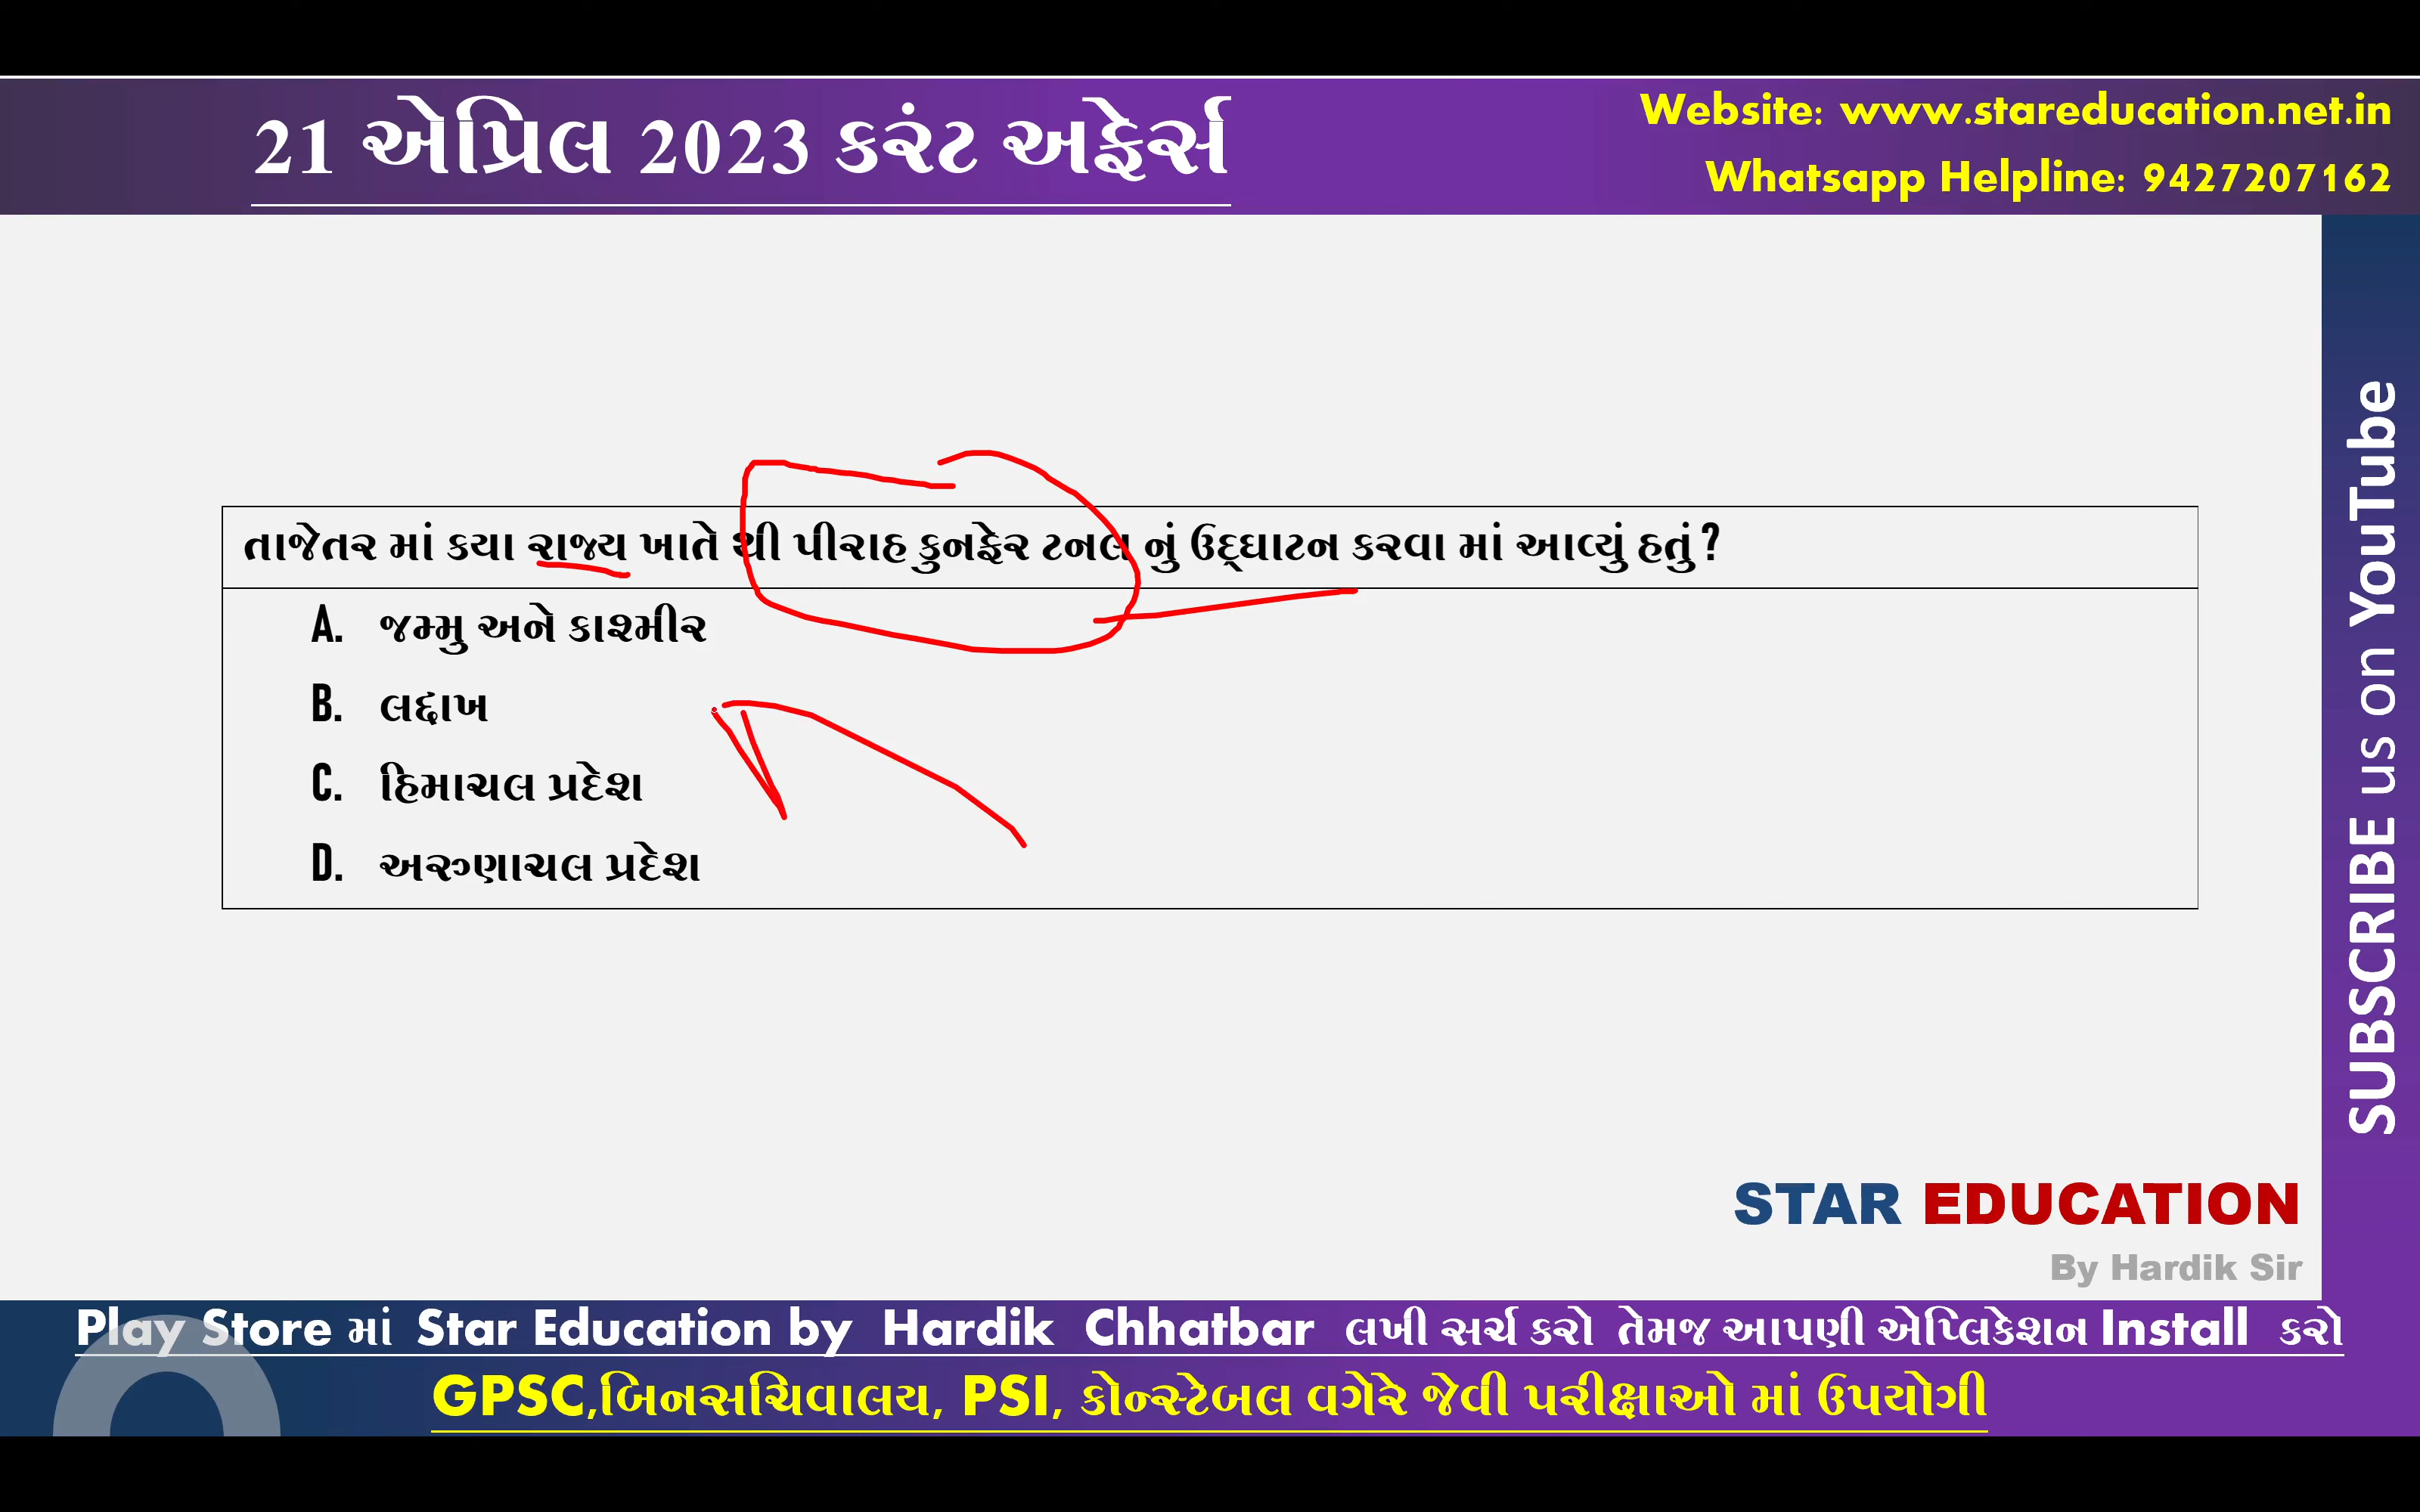 21 એપ્રિલ 2023 કરંટ અફેર્સ
Website: www.stareducation.net.in
Whatsapp Helpline: 9427207162
તાજેતર માં કયા રાજ્ય ખાતે થી પીરાહ કુનફેર ટનલ નું ઉદ્ઘાટન કરવા માં આવ્યું હતું?
A. જમ્મુ અને કાશ્મીર
B. લદ્દાખ
C. હિમાચલ પ્રદેશ
D. અરુણાચલ પ્રદેશ
SUBSCRIBE us on YouTube
STAR EDUCATION
By Hardik Sir
Play Store માં Star Education by Hardik Chhatbar લખી સર્ચ કરો તેમજ આપણી એપ્લિકેશન Install કરો
GPSC,બિનસચિવાલય, PSI, કોન્સ્ટેબલ વગેરે જેવી પરીક્ષાઓ માં ઉપયોગી